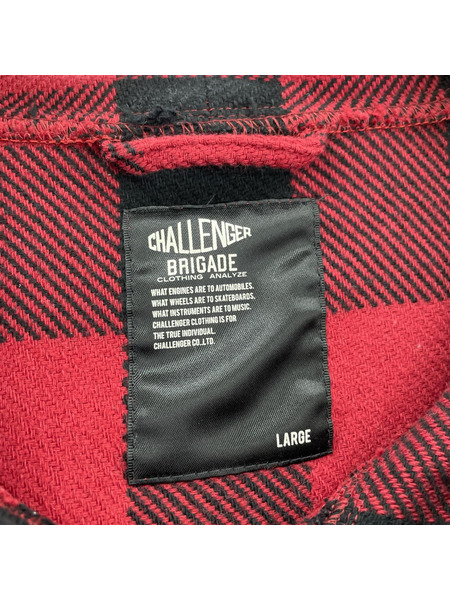 CHALLENGER
BRIGADE
CLOTHING ANALYZE
WHAT ENGINES ARE TO AUTOMOBILES.
WHAT WHEELS ARE TO SKATEBOARDS.
WHAT INSTRUMENTS ARE TO MUSIC.
CHALLENGER CLOTHING IS FOR
THE TRUE INDIVIDUAL.
CHALLENGER CO.,LTD.
LARGE